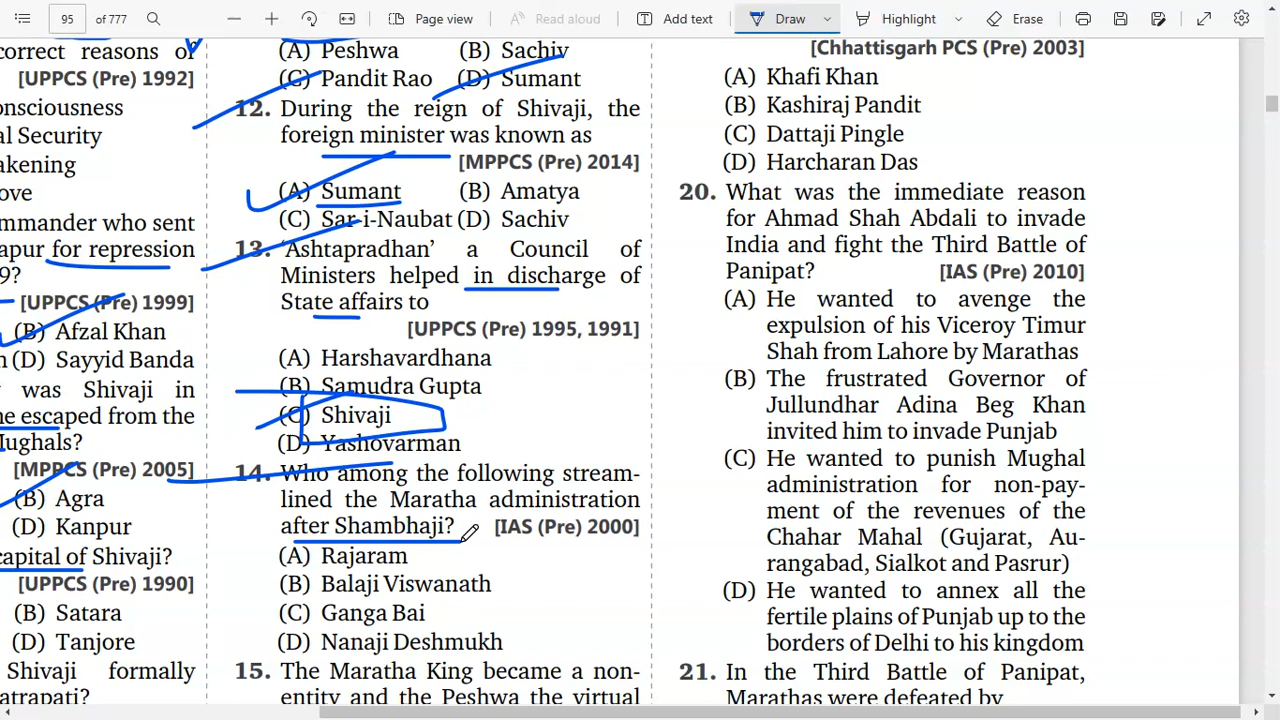 95 of 777
Page view
Read aloud
Add text
Draw
Highlight
Erase
correct reasons of
[UPPCS (Pre) 1992]
onsciousness
al Security
akening
ove
ommander who sent
apur for repression
9?
[UPPCS (Pre) 1999]
(B) Afzal Khan
n (D) Sayyid Banda
was Shivaji in
he escaped from the
Mughals?
[MPPCS (Pre) 2005]
(B) Agra
(D) Kanpur
capital of Shivaji?
[UPPCS (Pre) 1990]
(B) Satara
(D) Tanjore
Shivaji formally
atrapati?
(A) Peshwa (B) Sachiv
(C) Pandit Rao (D) Sumant
12. During the reign of Shivaji, the
foreign minister was known as
[MPPCS (Pre) 2014]
(A) Sumant (B) Amatya
(C) Sar-i-Naubat (D) Sachiv
13. ‘Ashtapradhan’ a Council of
Ministers helped in discharge of
State affairs to
[UPPCS (Pre) 1995, 1991]
(A) Harshavardhana
(B) Samudra Gupta
(C) Shivaji
(D) Yashovarman
14. Who among the following stream-
lined the Maratha administration
after Shambhaji? [IAS (Pre) 2000]
(A) Rajaram
(B) Balaji Viswanath
(C) Ganga Bai
(D) Nanaji Deshmukh
15. The Maratha King became a non-
entity and the Peshwa the virtual
[Chhattisgarh PCS (Pre) 2003]
(A) Khafi Khan
(B) Kashiraj Pandit
(C) Dattaji Pingle
(D) Harcharan Das
20. What was the immediate reason
for Ahmad Shah Abdali to invade
India and fight the Third Battle of
Panipat? [IAS (Pre) 2010]
(A) He wanted to avenge the
expulsion of his Viceroy Timur
Shah from Lahore by Marathas
(B) The frustrated Governor of
Jullundhar Adina Beg Khan
invited him to invade Punjab
(C) He wanted to punish Mughal
administration for non-pay-
ment of the revenues of the
Chahar Mahal (Gujarat, Au-
rangabad, Sialkot and Pasrur)
(D) He wanted to annex all the
fertile plains of Punjab up to the
borders of Delhi to his kingdom
21. In the Third Battle of Panipat,
Marathas were defeated by